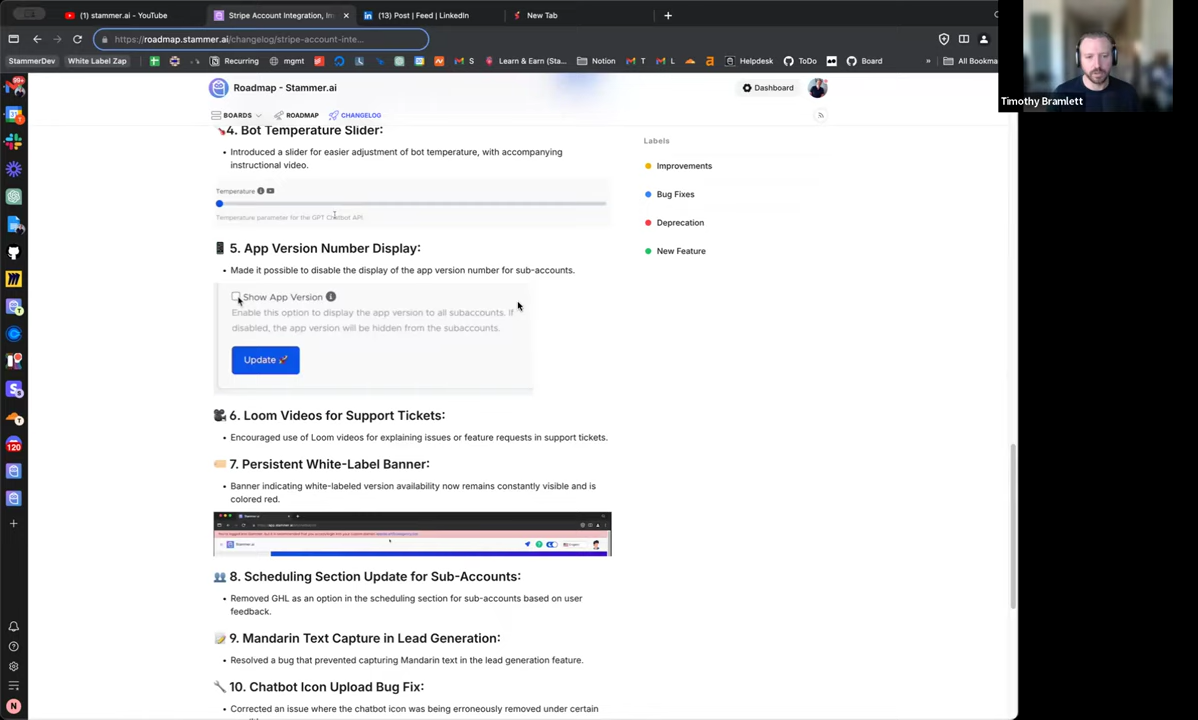 (1) stammer.ai - YouTube
Stripe Account Integration, Im
(13) Post | Feed | LinkedIn
New Tab
https://roadmap.stammer.ai/changelog/stripe-account-inte...
StammerDev
White Label Zap
Recurring
mgmt
S
T
L
Learn & Earn (Sta...
Notion
Helpdesk
ToDo
Board
All Bookma
Timothy Bramlett
Roadmap - Stammer.ai
Dashboard
BOARDS
ROADMAP
CHANGELOG
4. Bot Temperature Slider:
Introduced a slider for easier adjustment of bot temperature, with accompanying
instructional video.
Temperature
Temperature parameter for the GPT Chatbot API
Labels
Improvements
Bug Fixes
Deprecation
New Feature
5. App Version Number Display:
Made it possible to disable the display of the app version number for sub-accounts.
Show App Version
Enable this option to display the app version to all subaccounts. If
disabled, the app version will be hidden from the subaccounts.
Update
6. Loom Videos for Support Tickets:
Encouraged use of Loom videos for explaining issues or feature requests in support tickets.
7. Persistent White-Label Banner:
Banner indicating white-labeled version availability now remains constantly visible and is
colored red.
8. Scheduling Section Update for Sub-Accounts:
Removed GHL as an option in the scheduling section for sub-accounts based on user
feedback.
9. Mandarin Text Capture in Lead Generation:
Resolved a bug that prevented capturing Mandarin text in the lead generation feature.
10. Chatbot Icon Upload Bug Fix:
Corrected an issue where the chatbot icon was being erroneously removed under certain
99+
120
N